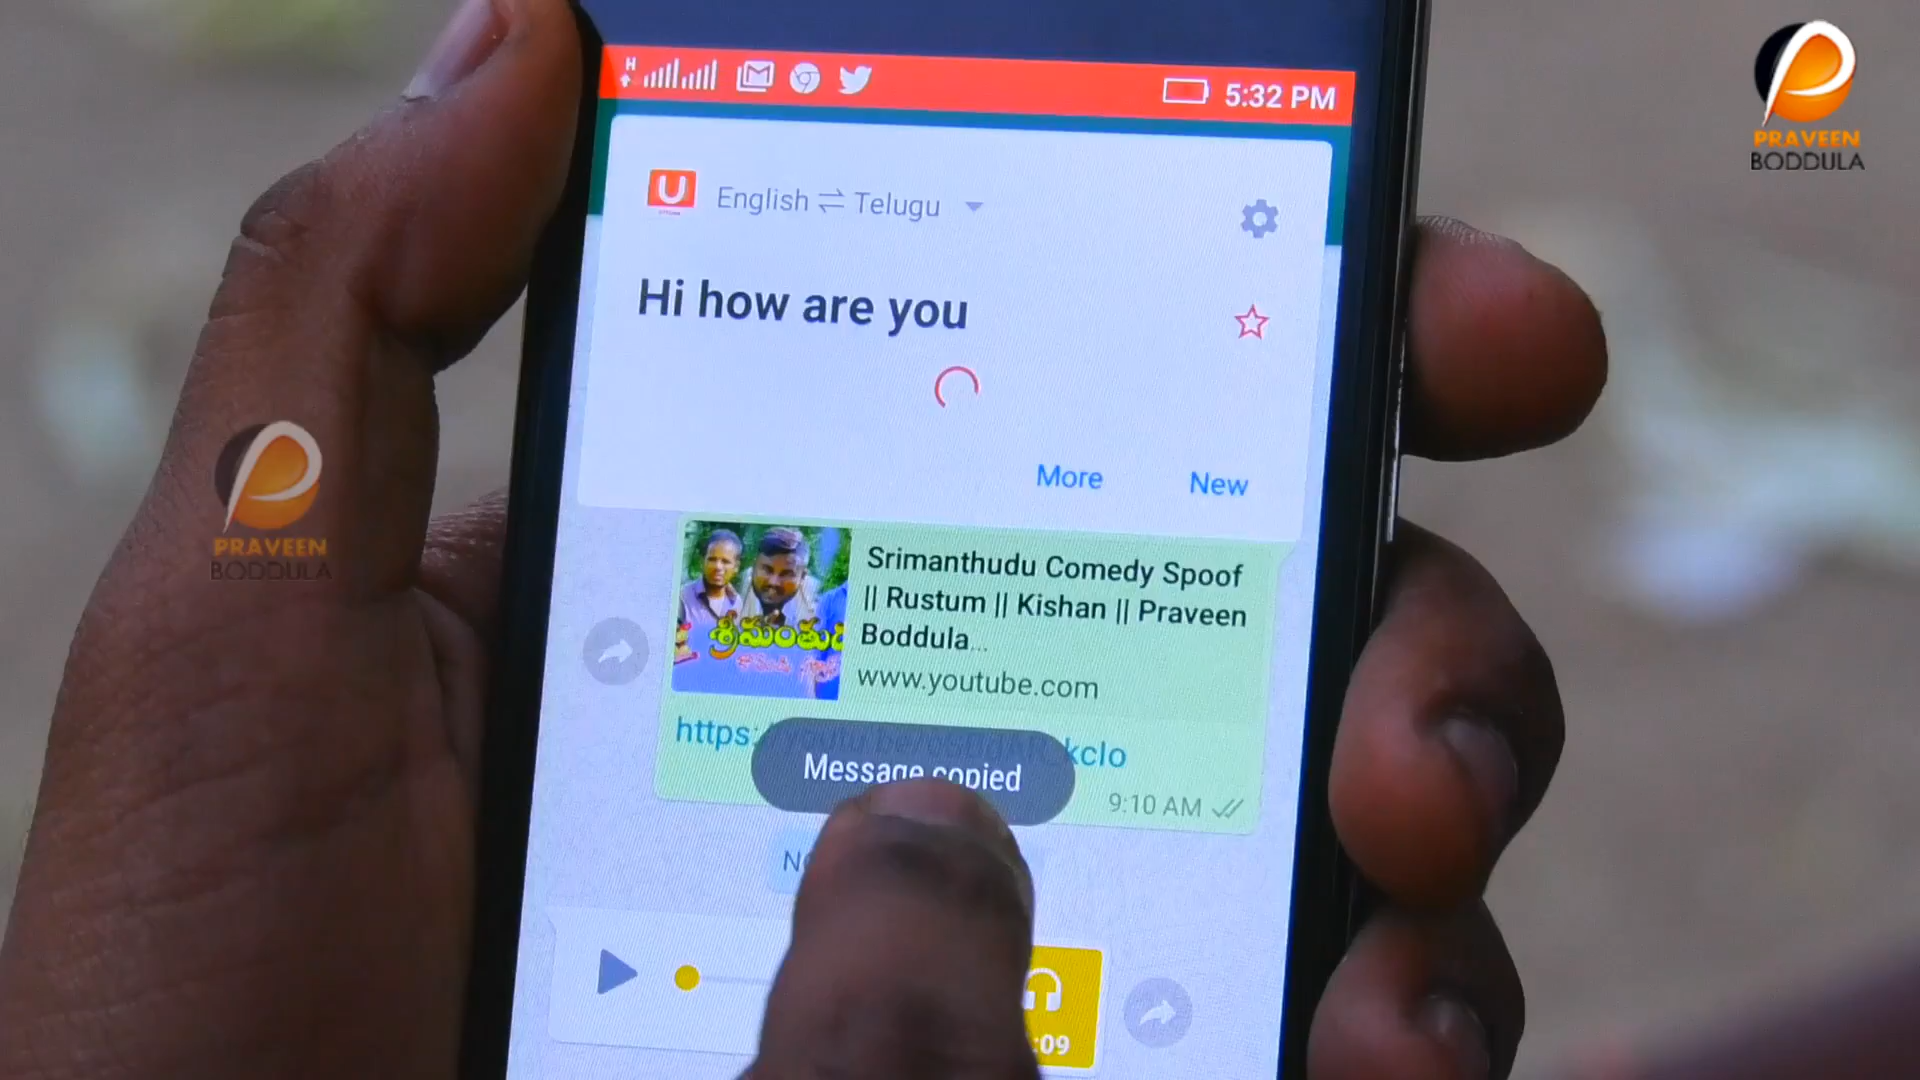 H
5:32 PM
PRAVEEN
BODDULA
U
English ⇌ Telugu
Hi how are you
More
New
PRAVEEN
BODDULA
Srimanthudu Comedy Spoof
|| Rustum || Kishan || Praveen
Boddula...
www.youtube.com
https:
kclo
Message copied
9:10 AM
:09